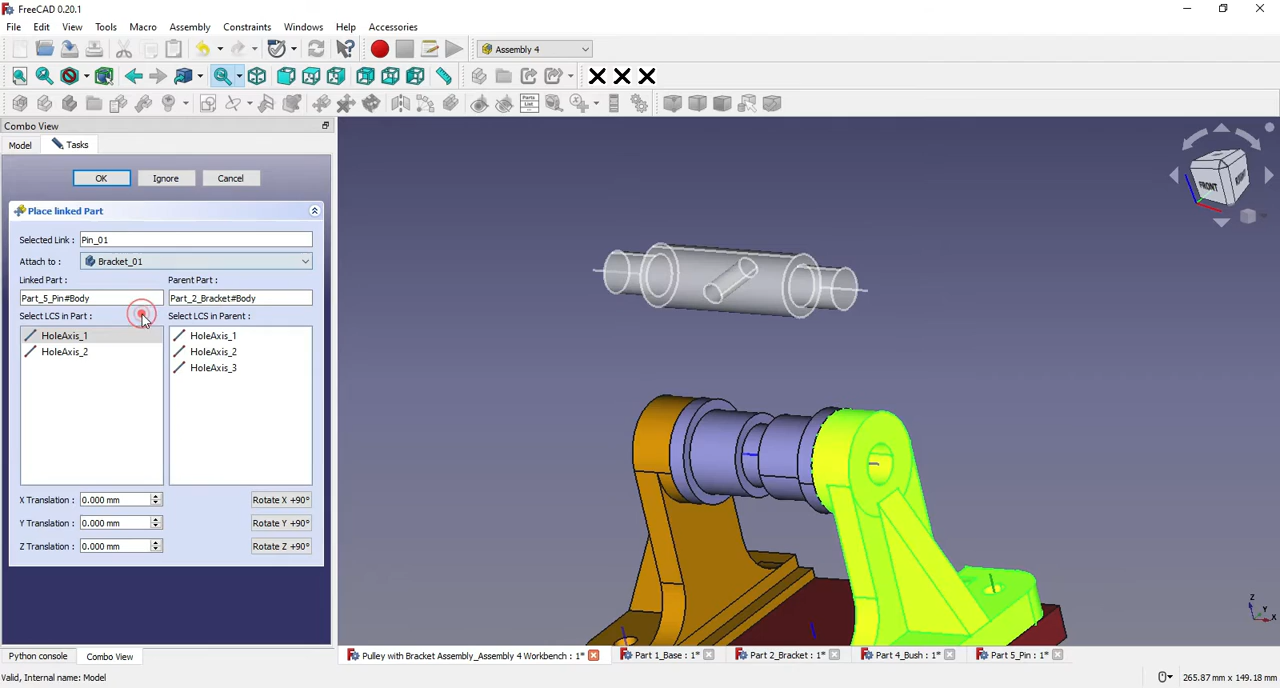 FreeCAD 0.20.1
File Edit View Tools Macro Assembly Constraints Windows Help Accessories
Assembly 4
Parts List
Combo View
Model Tasks
OK Ignore Cancel
Place linked Part
Selected Link : Pin_01
Attach to : Bracket_01
Linked Part : Parent Part :
Part_5_Pin#Body Part_2_Bracket#Body
Select LCS in Part : Select LCS in Parent :
HoleAxis_1 HoleAxis_1
HoleAxis_2 HoleAxis_2
HoleAxis_3
X Translation : 0.000 mm Rotate X +90°
Y Translation : 0.000 mm Rotate Y +90°
Z Translation : 0.000 mm Rotate Z +90°
FRONT RIGHT
Z Y X
Python console Combo View Pulley with Bracket Assembly_Assembly 4 Workbench : 1* Part 1_Base : 1* Part 2_Bracket : 1* Part 4_Bush : 1* Part 5_Pin : 1*
Valid, Internal name: Model 265.87 mm x 149.18 mm